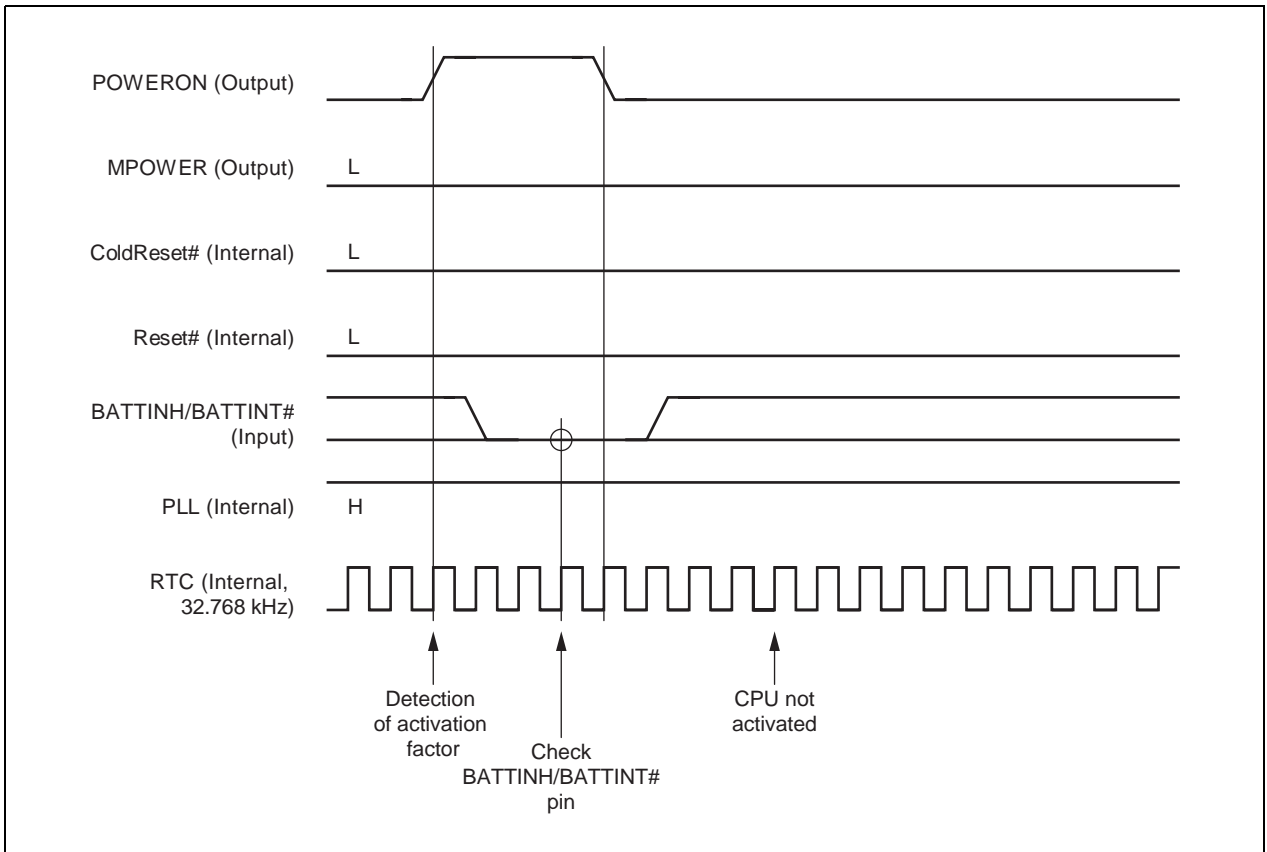 POWERON (Output)
MPOWER (Output)
L
ColdReset# (Internal)
L
Reset# (Internal)
L
BATTINH/BATTINT#
(Input)
PLL (Internal)
H
RTC (Internal,
32.768 kHz)
Detection
of activation
factor
Check
BATTINH/BATTINT#
pin
CPU not
activated